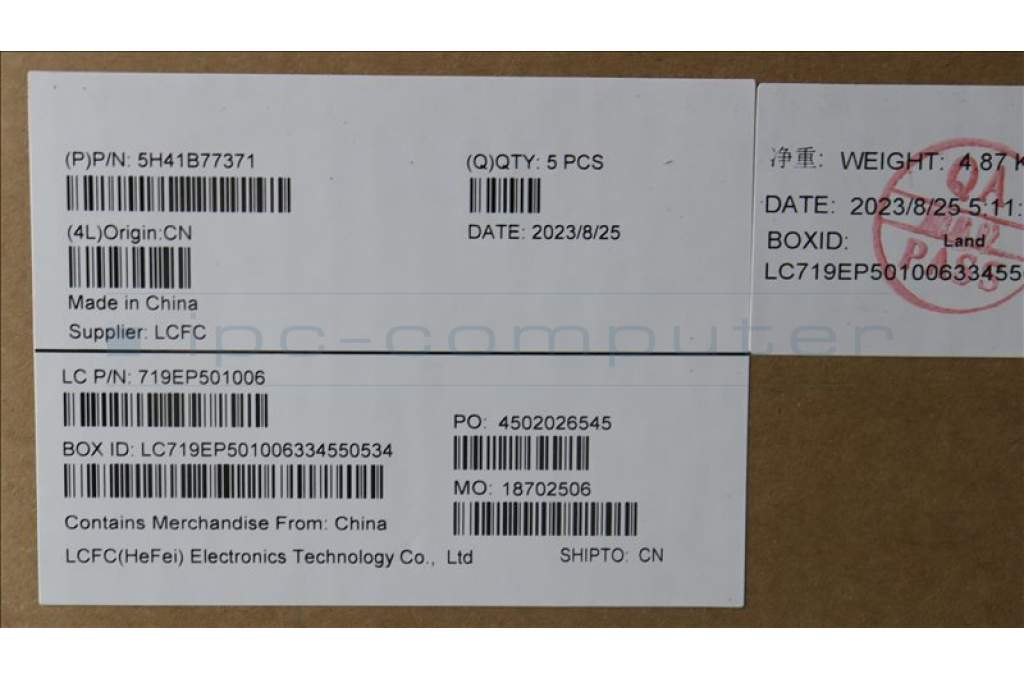 (P)P/N: 5H41B77371
(Q)QTY: 5 PCS
(4L)Origin:CN
DATE: 2023/8/25
Made in China
Supplier: LCFC
LC P/N: 719EP501006
PO: 4502026545
BOX ID: LC719EP501006334550534
MO: 18702506
Contains Merchandise From: China
LCFC(HeFei) Electronics Technology Co., Ltd
SHIPTO: CN
净重: WEIGHT: 4.87 K
DATE: 2023/8/25 5:11:
BOXID: Land
LC719EP50100633455
QA
PASS
ipc-computer